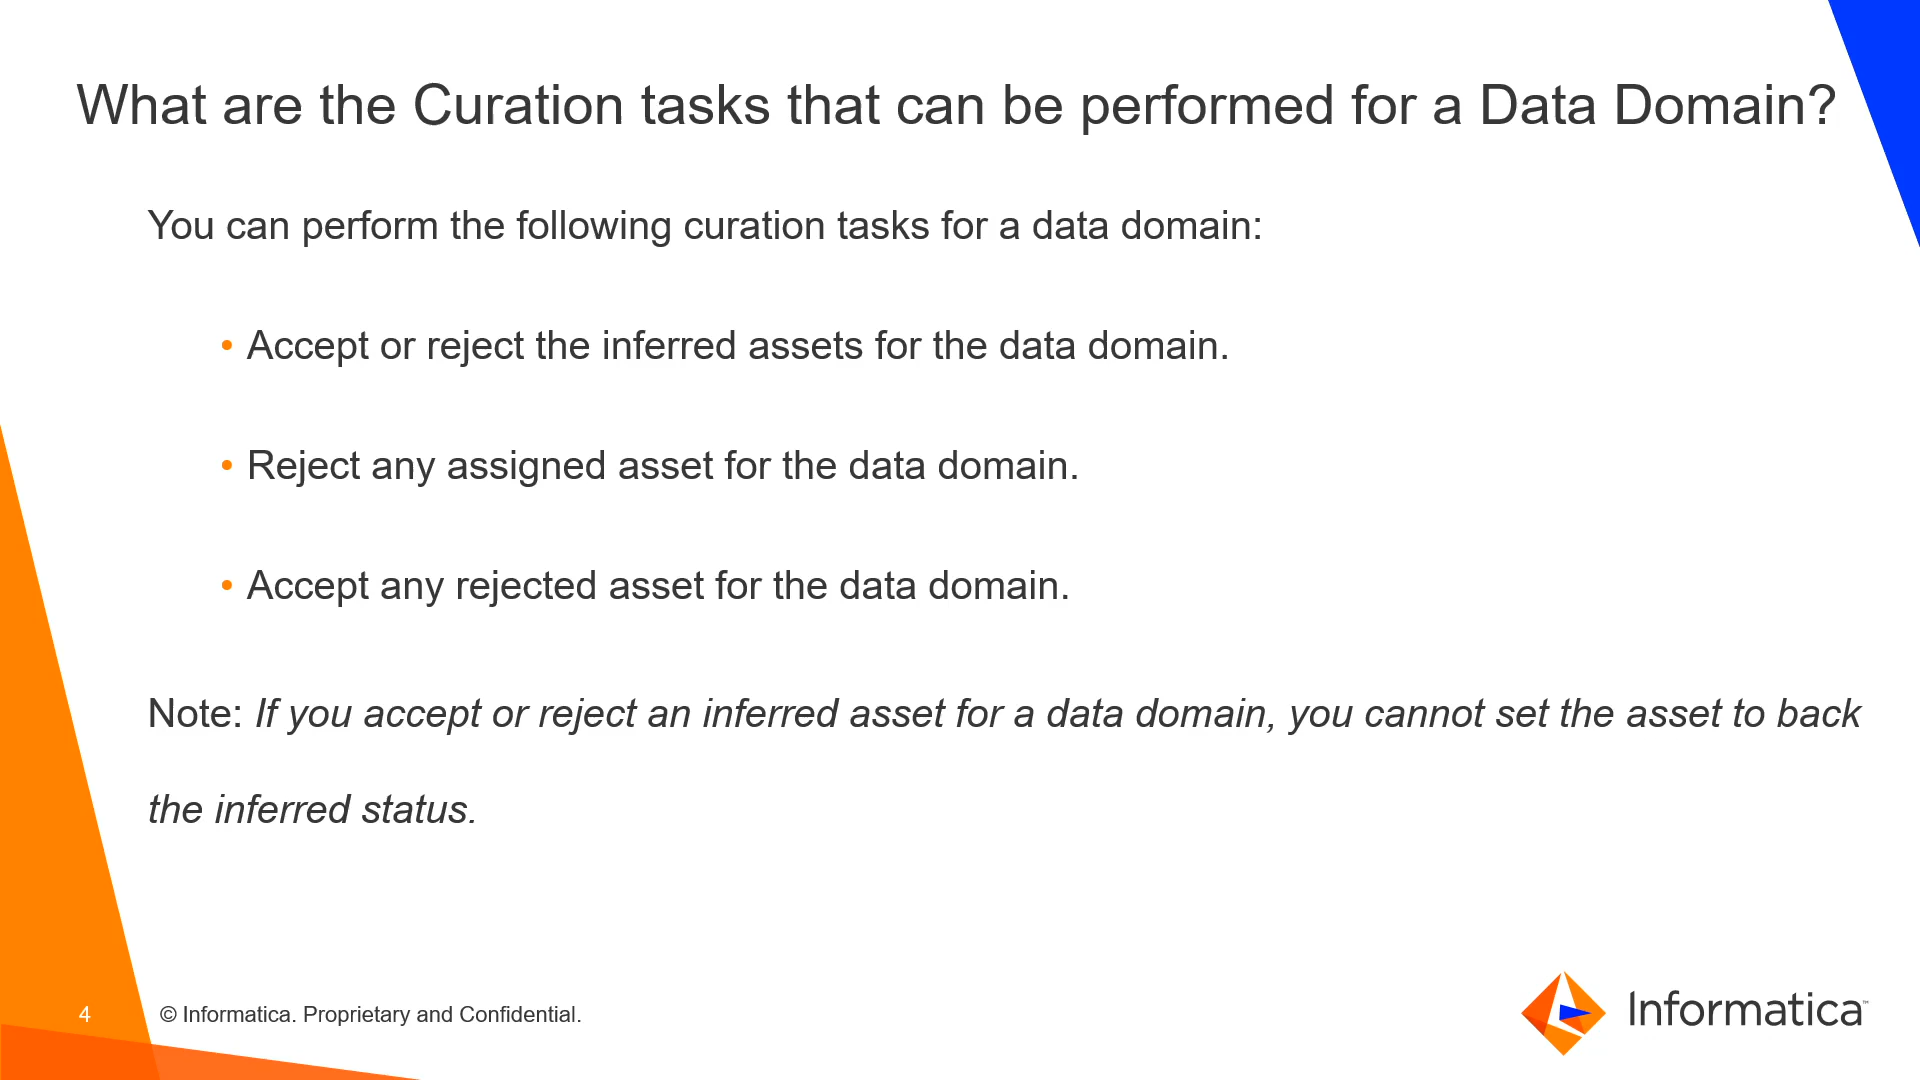 What are the Curation tasks that can be performed for a Data Domain?
You can perform the following curation tasks for a data domain:
• Accept or reject the inferred assets for the data domain.
• Reject any assigned asset for the data domain.
• Accept any rejected asset for the data domain.
Note: If you accept or reject an inferred asset for a data domain, you cannot set the asset to back
the inferred status.
4 © Informatica. Proprietary and Confidential.
Informatica™